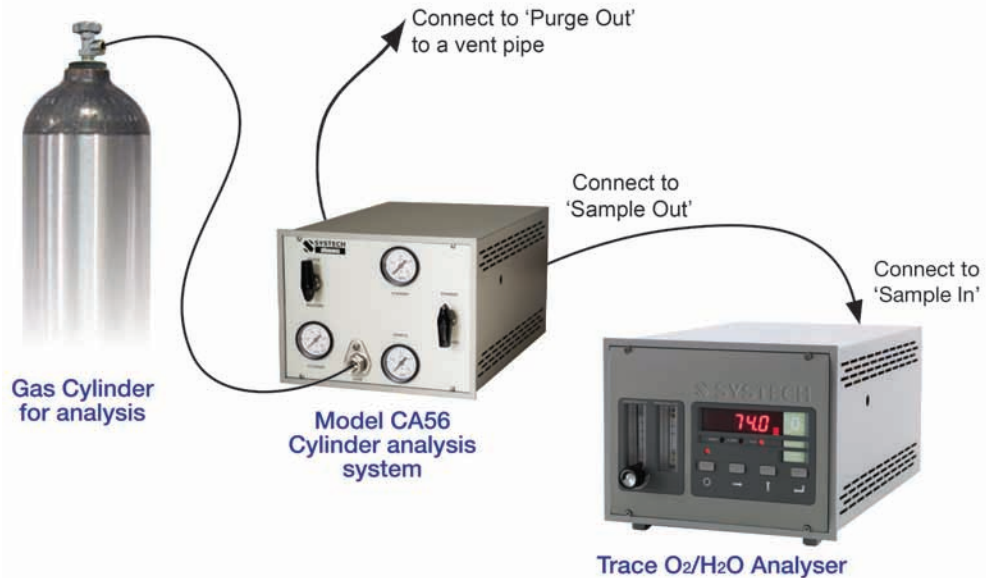 Connect to ‘Purge Out’
to a vent pipe
Connect to
‘Sample Out’
Connect to
‘Sample In’
SYSTECH
Gas Cylinder
for analysis
Model CA56
Cylinder analysis
system
SYSTECH
74.0
Trace O2/H2O Analyser